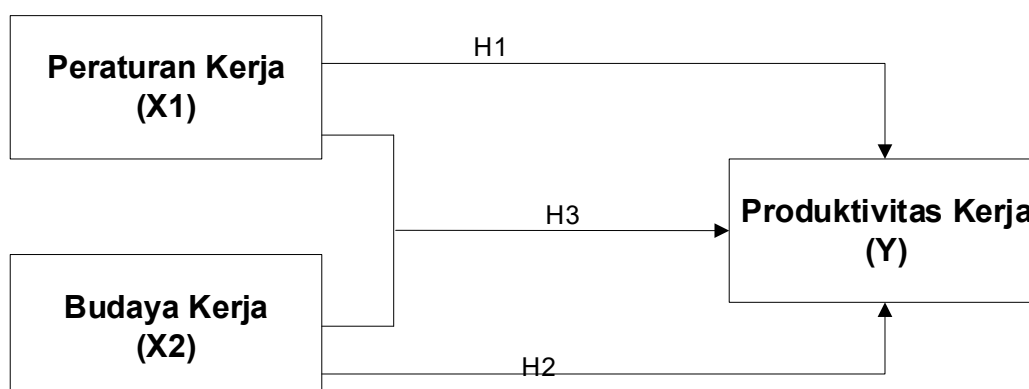 H1
Peraturan Kerja
(X1)
H3
Produktivitas Kerja
(Y)
Budaya Kerja
(X2)
H2